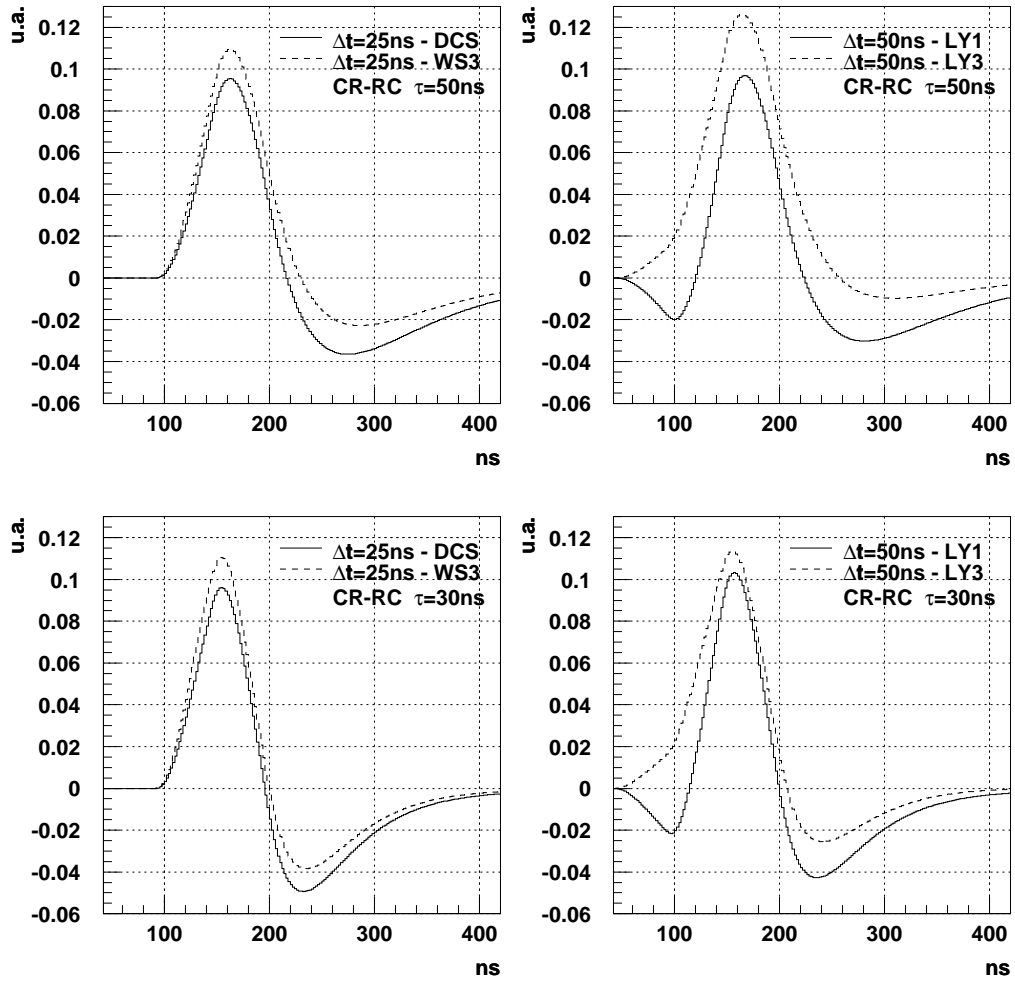 u.a.
0.12
0.1
0.08
0.06
0.04
0.02
0
-0.02
-0.04
-0.06
Δt=25ns - DCS
Δt=25ns - WS3
CR-RC τ=50ns
100 200 300 400
ns
u.a.
0.12
0.1
0.08
0.06
0.04
0.02
0
-0.02
-0.04
-0.06
Δt=50ns - LY1
Δt=50ns - LY3
CR-RC τ=50ns
100 200 300 400
ns
u.a.
0.12
0.1
0.08
0.06
0.04
0.02
0
-0.02
-0.04
-0.06
Δt=25ns - DCS
Δt=25ns - WS3
CR-RC τ=30ns
100 200 300 400
ns
u.a.
0.12
0.1
0.08
0.06
0.04
0.02
0
-0.02
-0.04
-0.06
Δt=50ns - LY1
Δt=50ns - LY3
CR-RC τ=30ns
100 200 300 400
ns